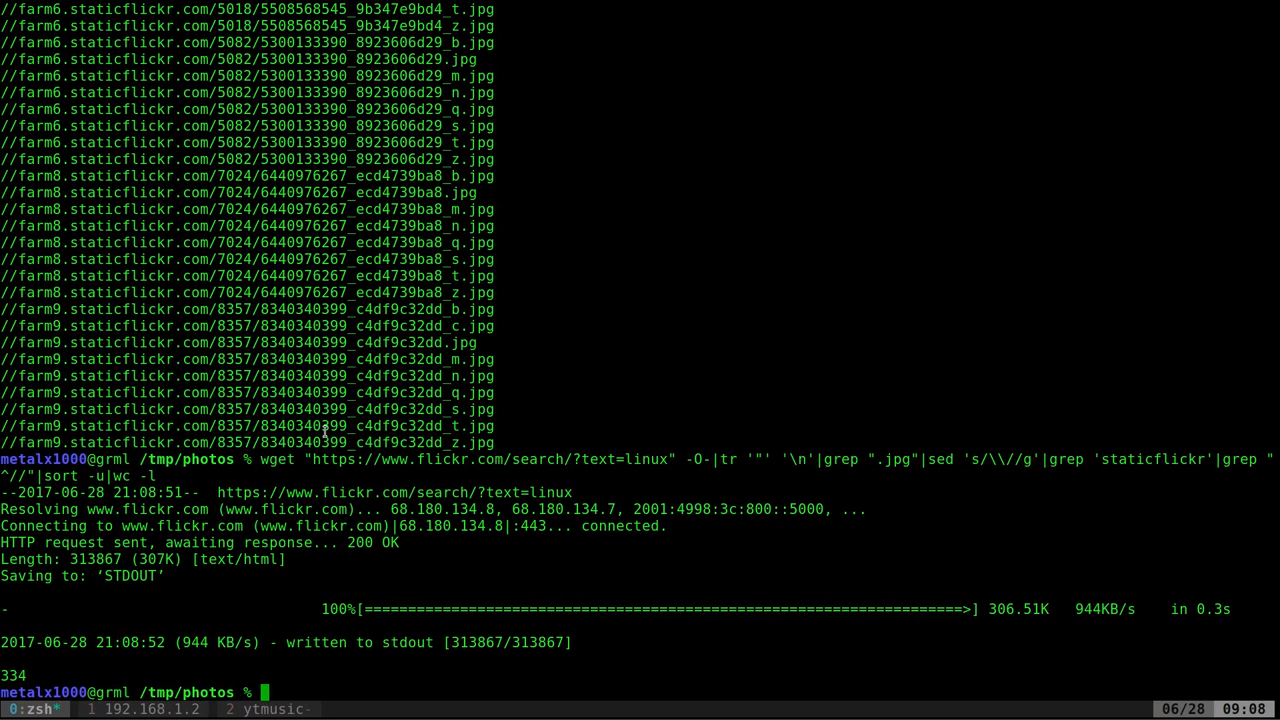 //farm6.staticflickr.com/5018/5508568545_9b347e9bd4_t.jpg
//farm6.staticflickr.com/5018/5508568545_9b347e9bd4_z.jpg
//farm6.staticflickr.com/5082/5300133390_8923606d29_b.jpg
//farm6.staticflickr.com/5082/5300133390_8923606d29.jpg
//farm6.staticflickr.com/5082/5300133390_8923606d29_m.jpg
//farm6.staticflickr.com/5082/5300133390_8923606d29_n.jpg
//farm6.staticflickr.com/5082/5300133390_8923606d29_q.jpg
//farm6.staticflickr.com/5082/5300133390_8923606d29_s.jpg
//farm6.staticflickr.com/5082/5300133390_8923606d29_t.jpg
//farm6.staticflickr.com/5082/5300133390_8923606d29_z.jpg
//farm8.staticflickr.com/7024/6440976267_ecd4739ba8_b.jpg
//farm8.staticflickr.com/7024/6440976267_ecd4739ba8.jpg
//farm8.staticflickr.com/7024/6440976267_ecd4739ba8_m.jpg
//farm8.staticflickr.com/7024/6440976267_ecd4739ba8_n.jpg
//farm8.staticflickr.com/7024/6440976267_ecd4739ba8_q.jpg
//farm8.staticflickr.com/7024/6440976267_ecd4739ba8_s.jpg
//farm8.staticflickr.com/7024/6440976267_ecd4739ba8_t.jpg
//farm8.staticflickr.com/7024/6440976267_ecd4739ba8_z.jpg
//farm9.staticflickr.com/8357/8340340399_c4df9c32dd_b.jpg
//farm9.staticflickr.com/8357/8340340399_c4df9c32dd_c.jpg
//farm9.staticflickr.com/8357/8340340399_c4df9c32dd.jpg
//farm9.staticflickr.com/8357/8340340399_c4df9c32dd_m.jpg
//farm9.staticflickr.com/8357/8340340399_c4df9c32dd_n.jpg
//farm9.staticflickr.com/8357/8340340399_c4df9c32dd_q.jpg
//farm9.staticflickr.com/8357/8340340399_c4df9c32dd_s.jpg
//farm9.staticflickr.com/8357/8340340399_c4df9c32dd_t.jpg
//farm9.staticflickr.com/8357/8340340399_c4df9c32dd_z.jpg
metalx1000@grml /tmp/photos % wget "https://www.flickr.com/search/?text=linux" -O-|tr '"' '\n'|grep ".jpg"|sed 's/\\//g'|grep 'staticflickr'|grep "
^//"|sort -u|wc -l
--2017-06-28 21:08:51--  https://www.flickr.com/search/?text=linux
Resolving www.flickr.com (www.flickr.com)... 68.180.134.8, 68.180.134.7, 2001:4998:3c:800::5000, ...
Connecting to www.flickr.com (www.flickr.com)|68.180.134.8|:443... connected.
HTTP request sent, awaiting response... 200 OK
Length: 313867 (307K) [text/html]
Saving to: ‘STDOUT’
-                                    100%[======================================================================>] 306.51K   944KB/s    in 0.3s
2017-06-28 21:08:52 (944 KB/s) - written to stdout [313867/313867]
334
metalx1000@grml /tmp/photos %
0:zsh*  1 192.168.1.2  2 ytmusic-  06/28  09:08